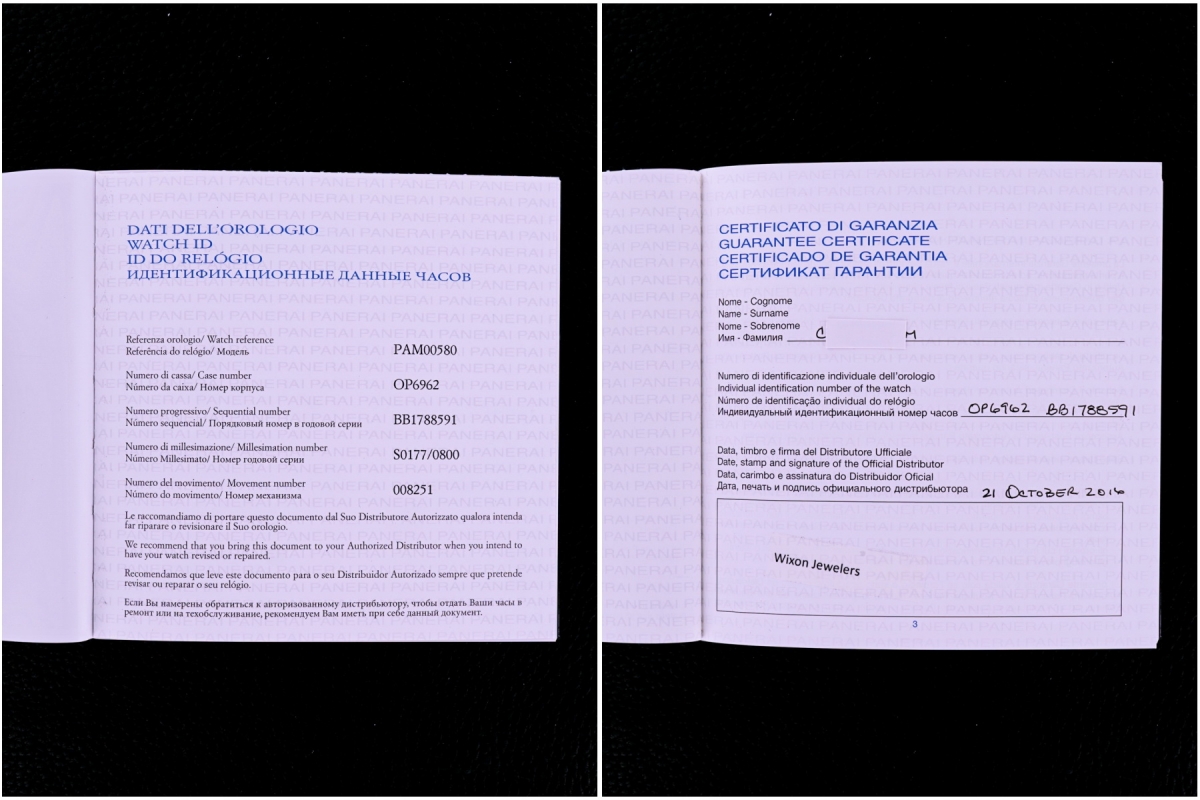 DATI DELL'OROLOGIO
WATCH ID
ID DO RELÓGIO
ИДЕНТИФИКАЦИОННЫЕ ДАННЫЕ ЧАСОВ
Referenza orologio/ Watch reference
Referência do relógio/ Модель PAM00580
Numero di cassa/ Case number
Número da caixa/ Номер корпуса OP6962
Numero progressivo/ Sequential number
Número sequencial/ Порядковый номер в годовой серии BB1788591
Numero di millesimazione/ Millesimation number
Número Millesimato/ Номер годовой серии S0177/0800
Numero del movimento/ Movement number
Número do movimento/ Номер механизма 008251
Le raccomandiamo di portare questo documento dal Suo Distributore Autorizzato qualora intenda
far riparare o revisionare il Suo orologio.
We recommend that you bring this document to your Authorized Distributor when you intend to
have your watch revised or repaired.
Recomendamos que leve este documento para o seu Distribuidor Autorizado sempre que pretende
revisar ou reparar o seu relógio.
Если Вы намерены обратиться к авторизованному дистрибьютору, чтобы отдать Ваши часы в
ремонт или на техобслуживание, рекомендуем Вам иметь при себе данный документ.
CERTIFICATO DI GARANZIA
GUARANTEE CERTIFICATE
CERTIFICADO DE GARANTIA
СЕРТИФИКАТ ГАРАНТИИ
Nome - Cognome
Name - Surname
Nome - Sobrenome
Имя - Фамилия C M
Numero di identificazione individuale dell'orologio
Individual identification number of the watch
Número de identificação individual do relógio
Индивидуальный идентификационный номер часов OP6962 BB1788591
Data, timbro e firma del Distributore Ufficiale
Date, stamp and signature of the Official Distributor
Data, carimbo e assinatura do Distribuidor Oficial
Дата, печать и подпись официального дистрибьютора 21 OCTOBER 2016
Wixon Jewelers
3